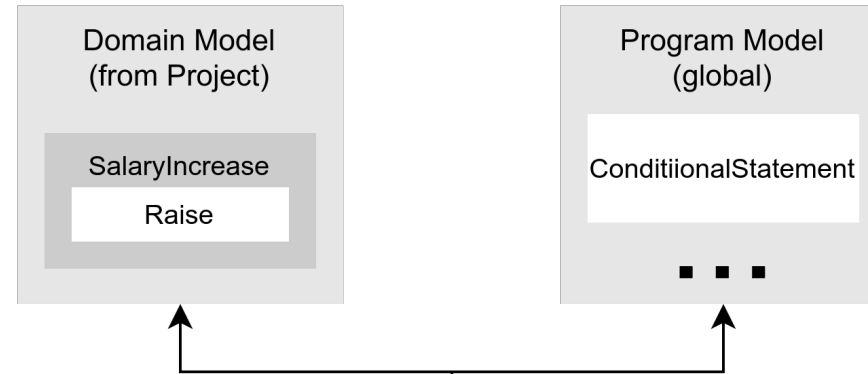 Domain Model
(from Project)
SalaryIncrease
Raise
Program Model
(global)
ConditiionalStatement